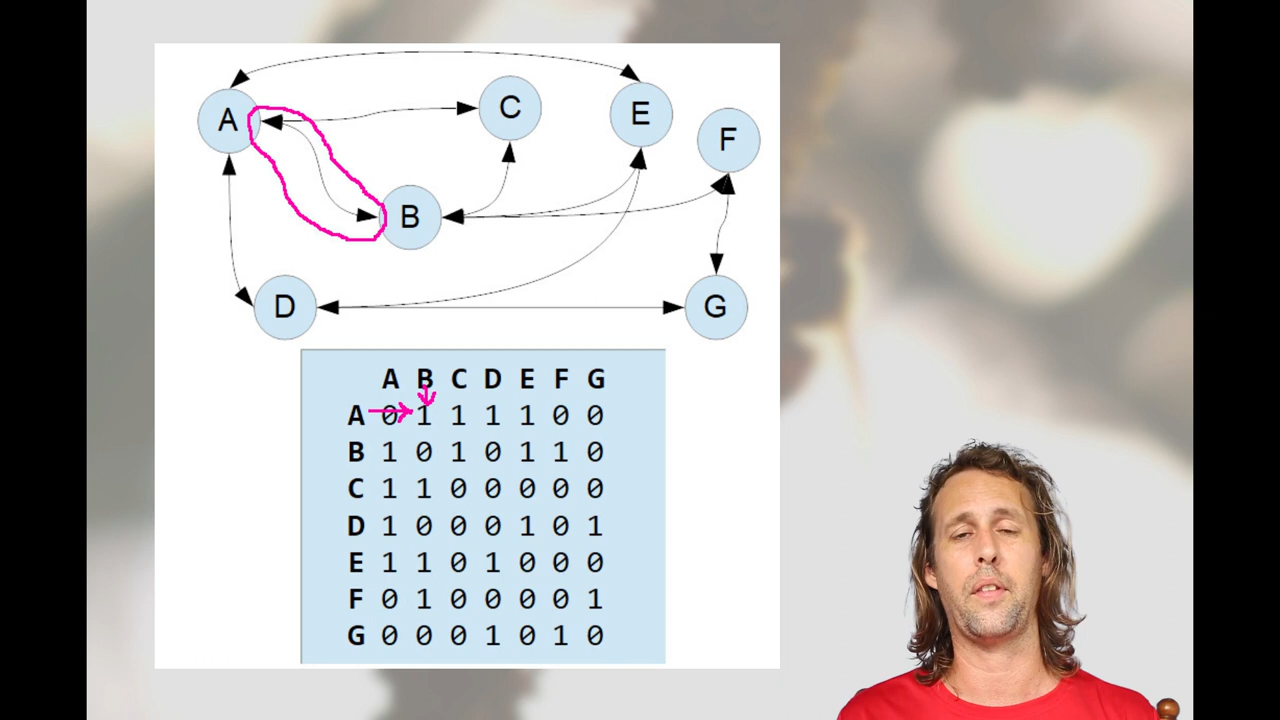 A
C
E
F
B
D
G
A B C D E F G
A 0 1 1 1 1 0 0
B 1 0 1 0 1 1 0
C 1 1 0 0 0 0 0
D 1 0 0 0 1 0 1
E 1 1 0 1 0 0 0
F 0 1 0 0 0 0 1
G 0 0 0 1 0 1 0